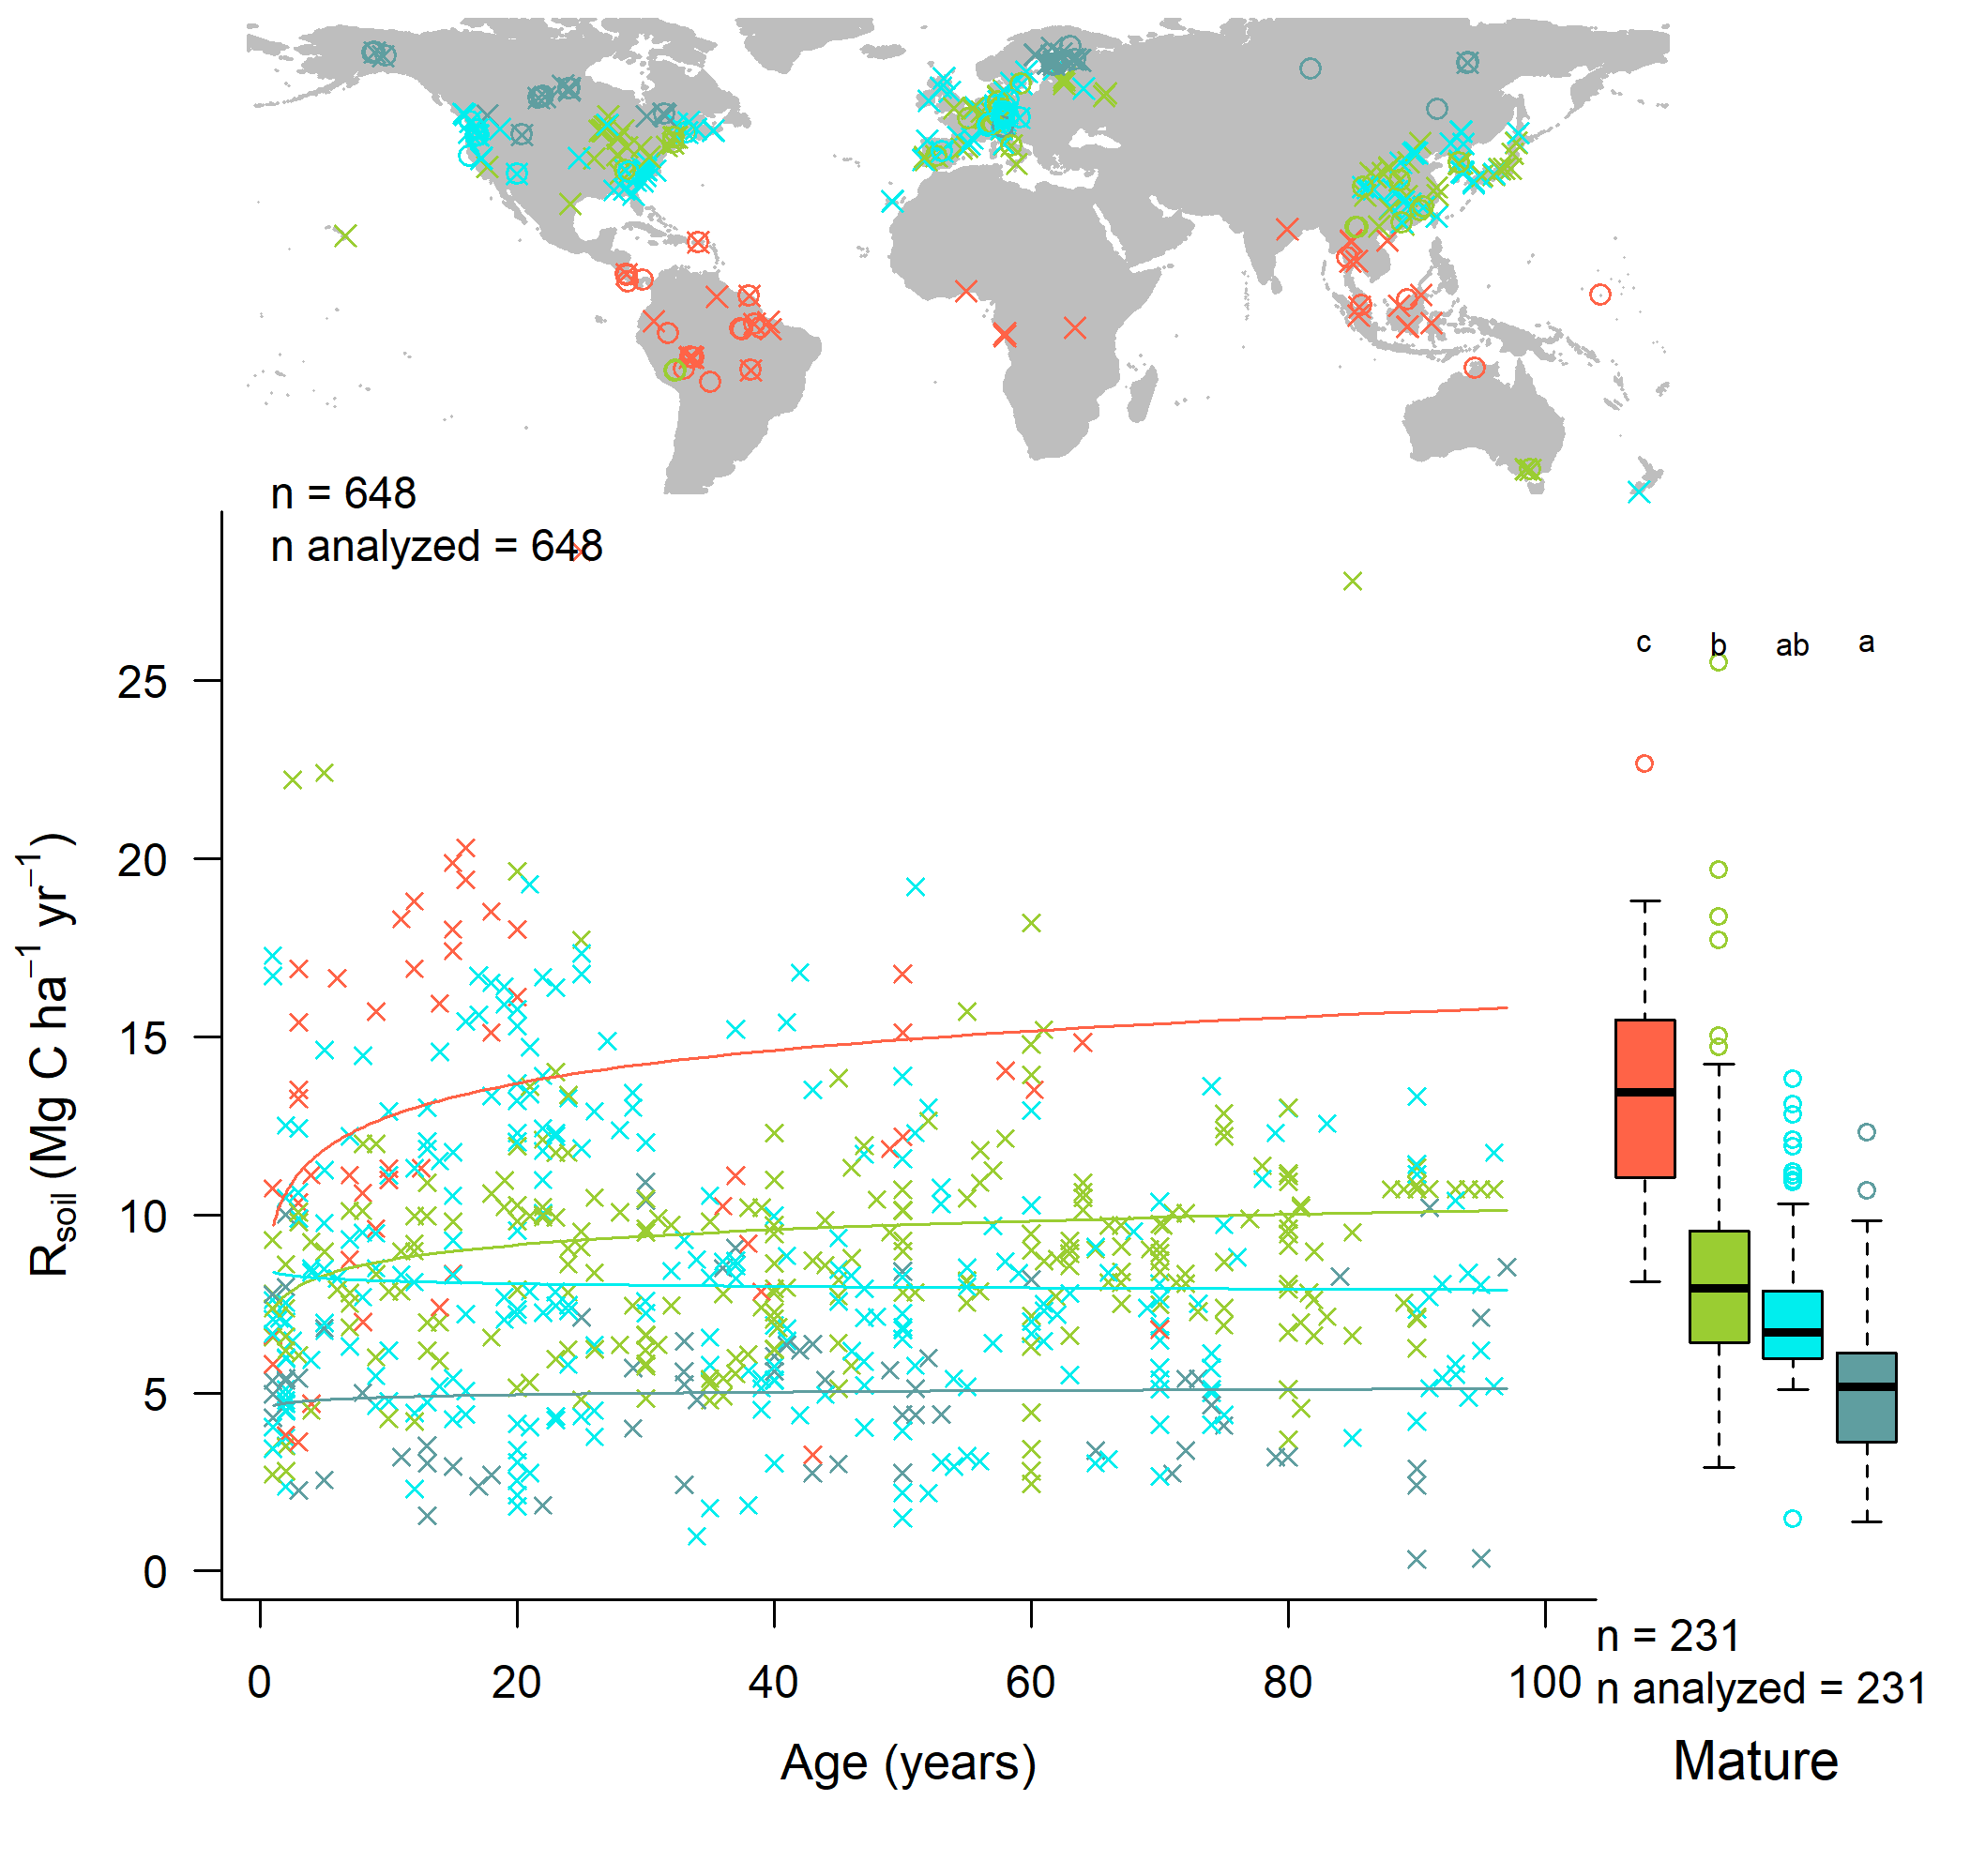 n = 648
n analyzed = 648
c b ab a
25
20
15
10
5
0
R_soil (Mg C ha⁻¹ yr⁻¹)
0 20 40 60 80 100
Age (years)
n = 231
n analyzed = 231
Mature